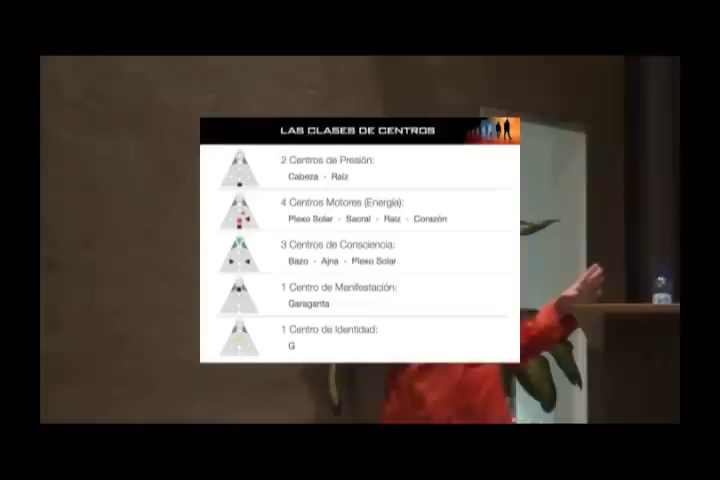 LAS CLASES DE CENTROS
2 Centros de Presión:
Cabeza - Raíz
4 Centros Motores (Energía):
Plexo Solar - Sacral - Raíz - Corazón
3 Centros de Consciencia:
Bazo - Ajna - Plexo Solar
1 Centro de Manifestación:
Garaganta
1 Centro de Identidad:
G